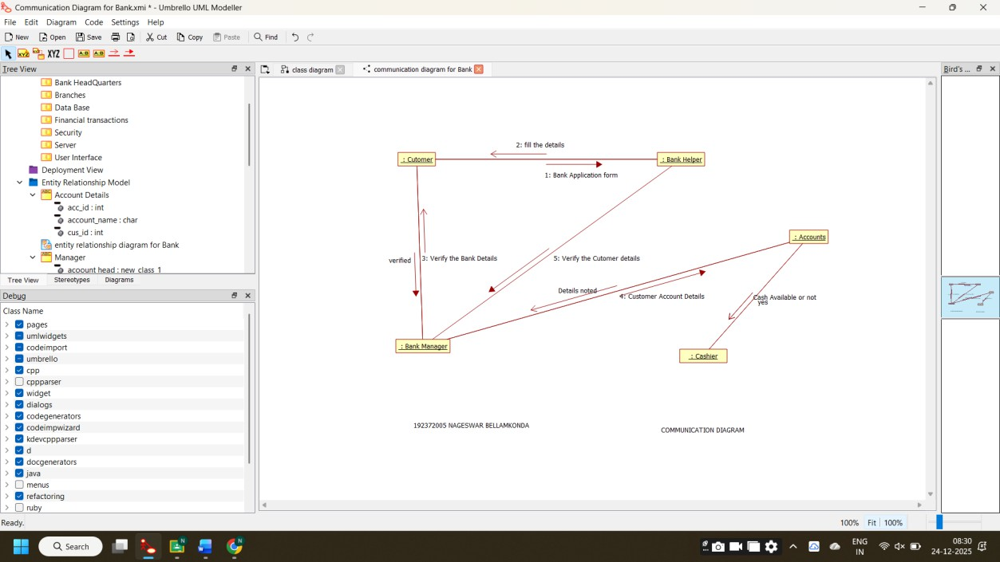 Communication Diagram for Bank.xmi * - Umbrello UML Modeller
File Edit Diagram Code Settings Help
New Open Save Cut Copy Paste Find
XYZ XYZ A:B A:B
Tree View
class diagram communication diagram for Bank
Bird's ...
Bank HeadQuarters
Branches
Data Base
Financial transactions
Security
Server
User Interface
Deployment View
Entity Relationship Model
ABC
Account Details
acc_id : int
account_name : char
cus_id : int
entity relationship diagram for Bank
ABC
Manager
acoount head : new_class_1
Tree View Stereotypes Diagrams
Debug
Class Name
pages
umlwidgets
codeimport
umbrello
cpp
cppparser
widget
dialogs
codegenerators
codeimpwizard
kdevcppparser
d
docgenerators
java
menus
refactoring
ruby
2: fill the details
: Cutomer
: Bank Helper
1: Bank Application form
: Accounts
verified
3: Verify the Bank Details
5: Verify the Cutomer details
Details noted
4: Customer Account Details
Cash Available or not
yes
: Bank Manager
: Cashier
192372005 NAGESWAR BELLAMKONDA
COMMUNICATION DIAGRAM
Ready.
100% Fit 100%
Search
N
W
N
ENG
IN
08:30
24-12-2025